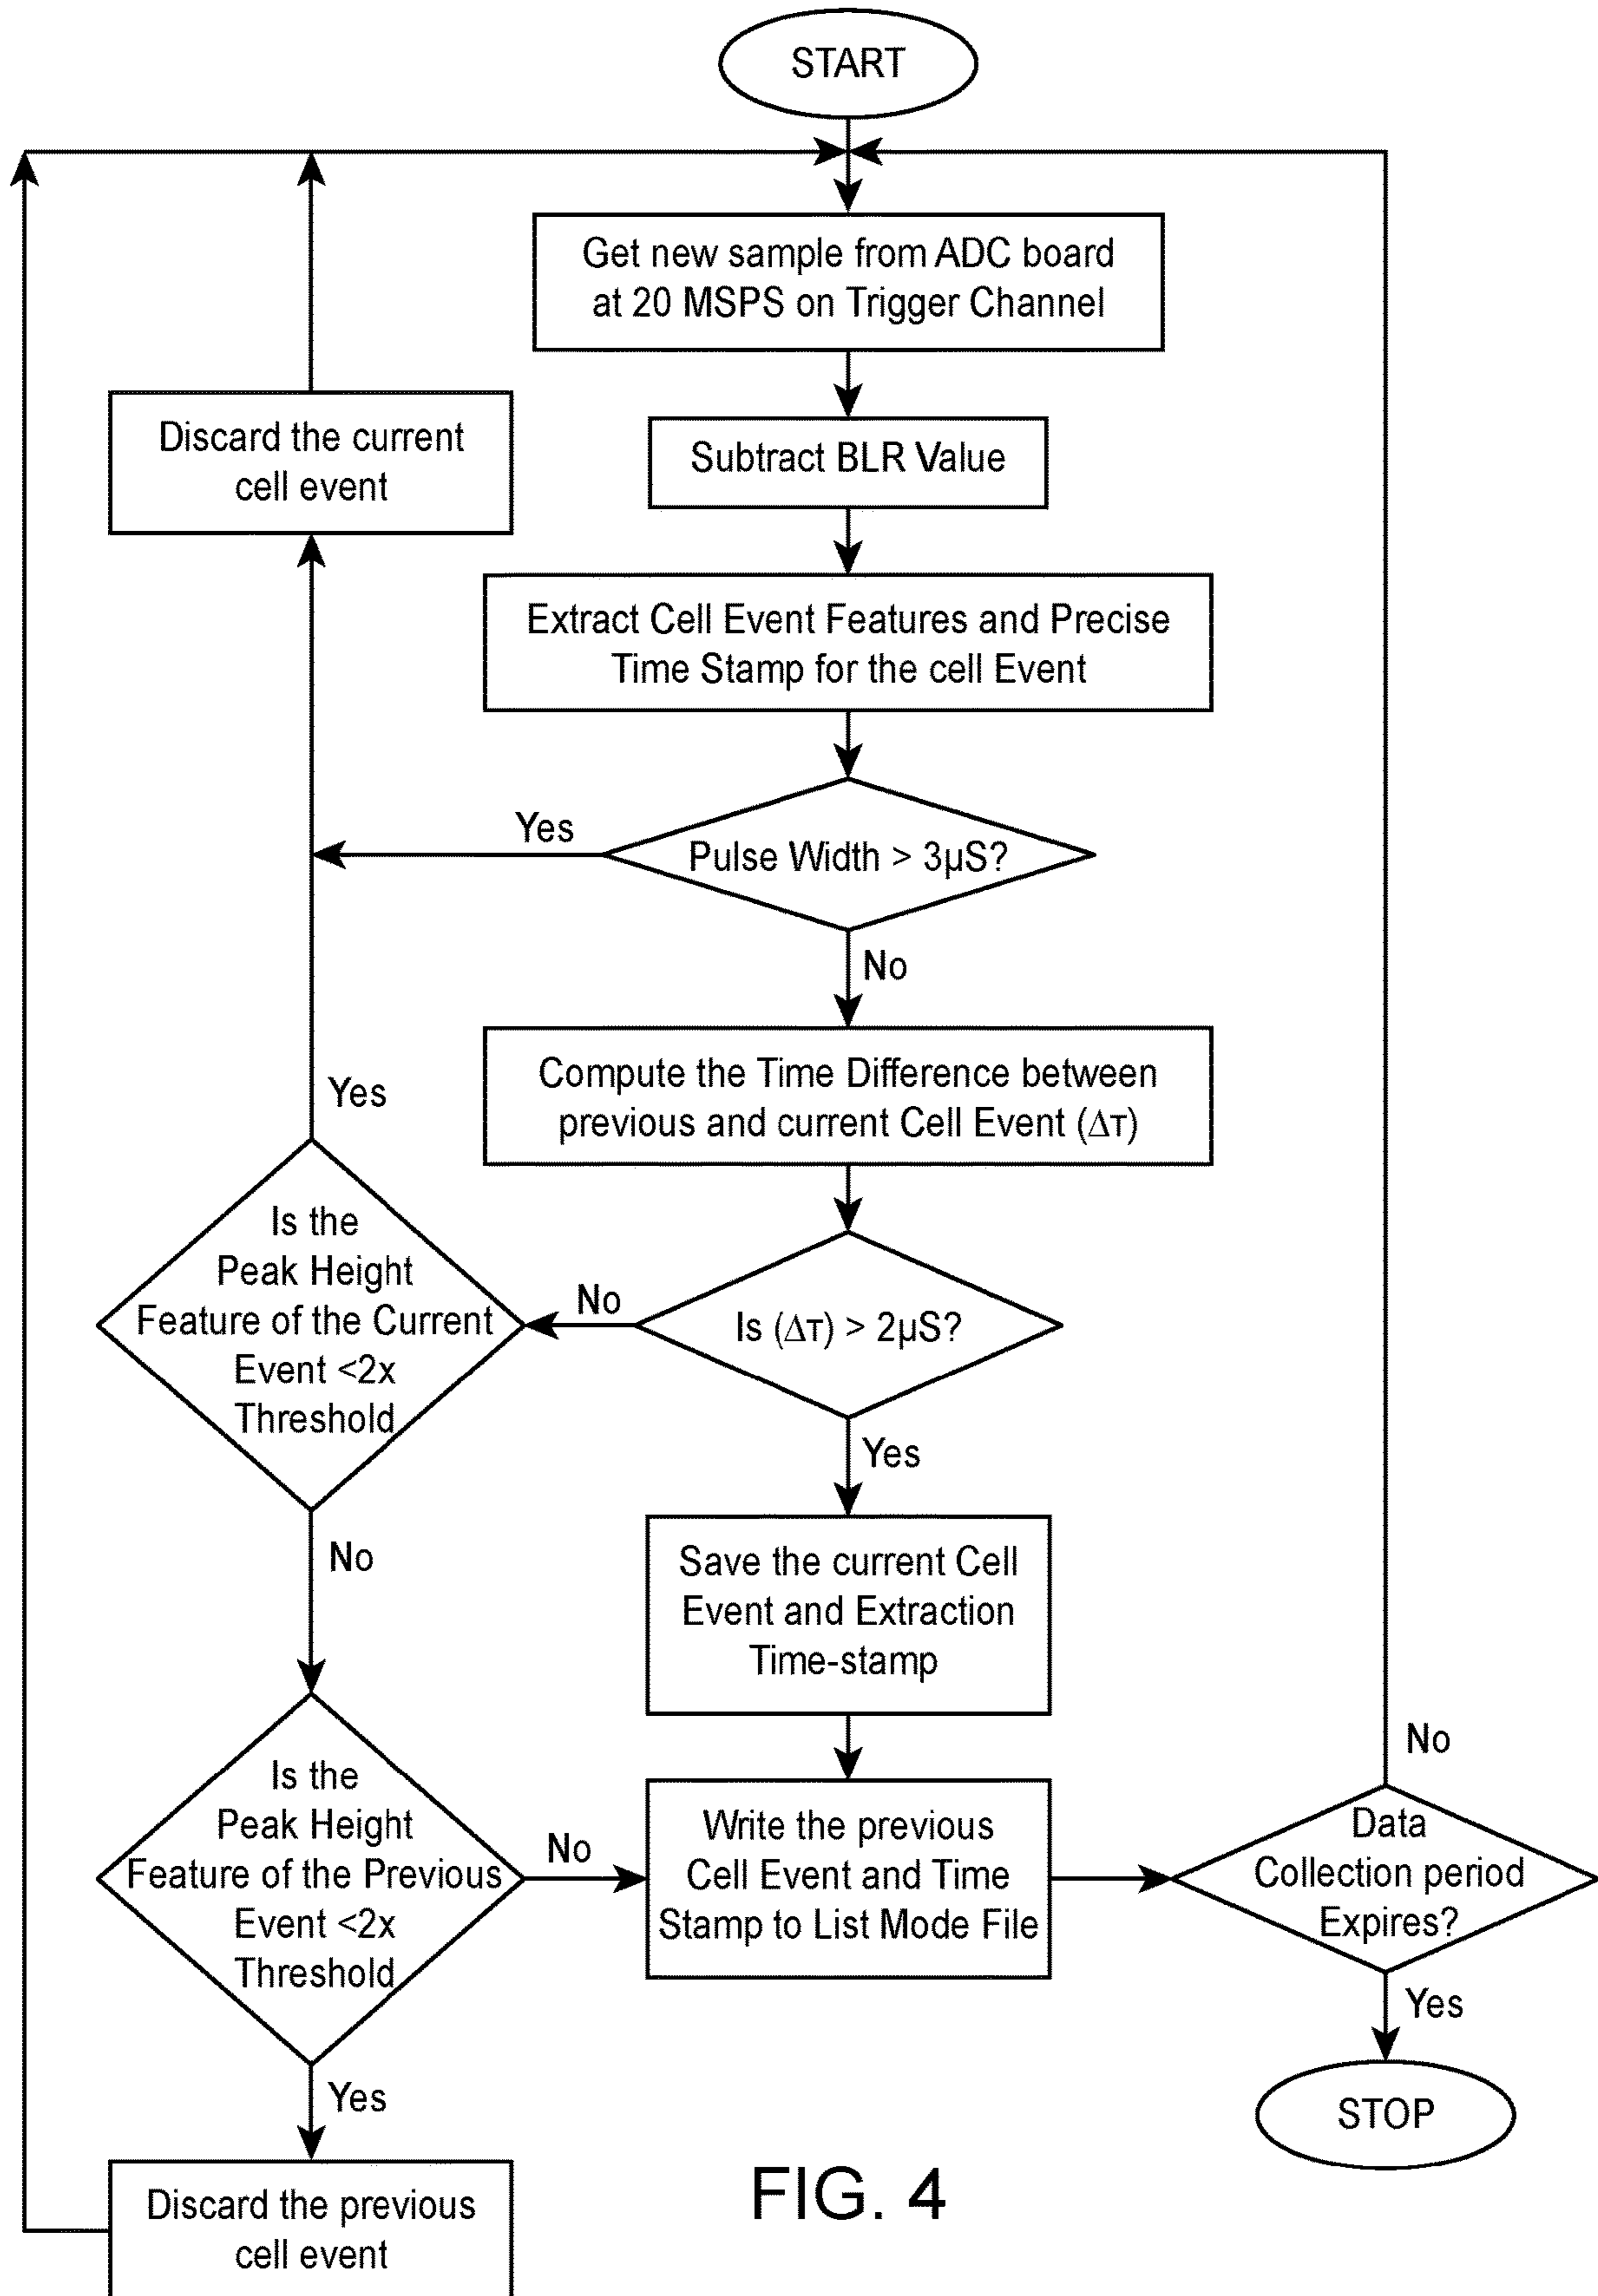 START
Get new sample from ADC board
at 20 MSPS on Trigger Channel
Discard the current
cell event
Subtract BLR Value
Extract Cell Event Features and Precise
Time Stamp for the cell Event
Yes
Pulse Width > 3µS?
No
Compute the Time Difference between
previous and current Cell Event (Δτ)
Yes
Is the
Peak Height
Feature of the Current
Event <2x
Threshold
No
Is (Δτ) > 2µS?
Yes
No
Save the current Cell
Event and Extraction
Time-stamp
Is the
Peak Height
Feature of the Previous
Event <2x
Threshold
No
Write the previous
Cell Event and Time
Stamp to List Mode File
No
Data
Collection period
Expires?
Yes
STOP
Yes
Discard the previous
cell event
FIG. 4